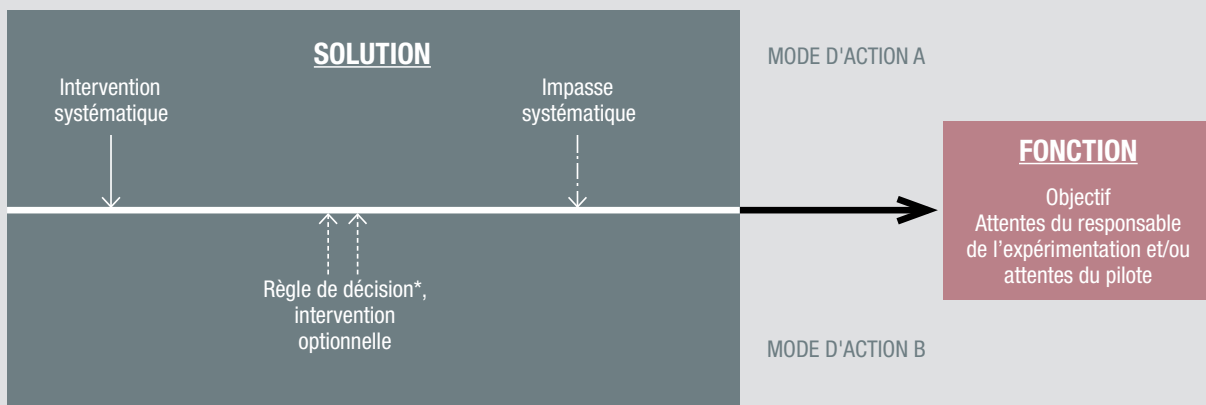 SOLUTION
Intervention
systématique
Impasse
systématique
Règle de décision*,
intervention
optionnelle
MODE D'ACTION A
FONCTION
Objectif
Attentes du responsable
de l’expérimentation et/ou
attentes du pilote
MODE D'ACTION B